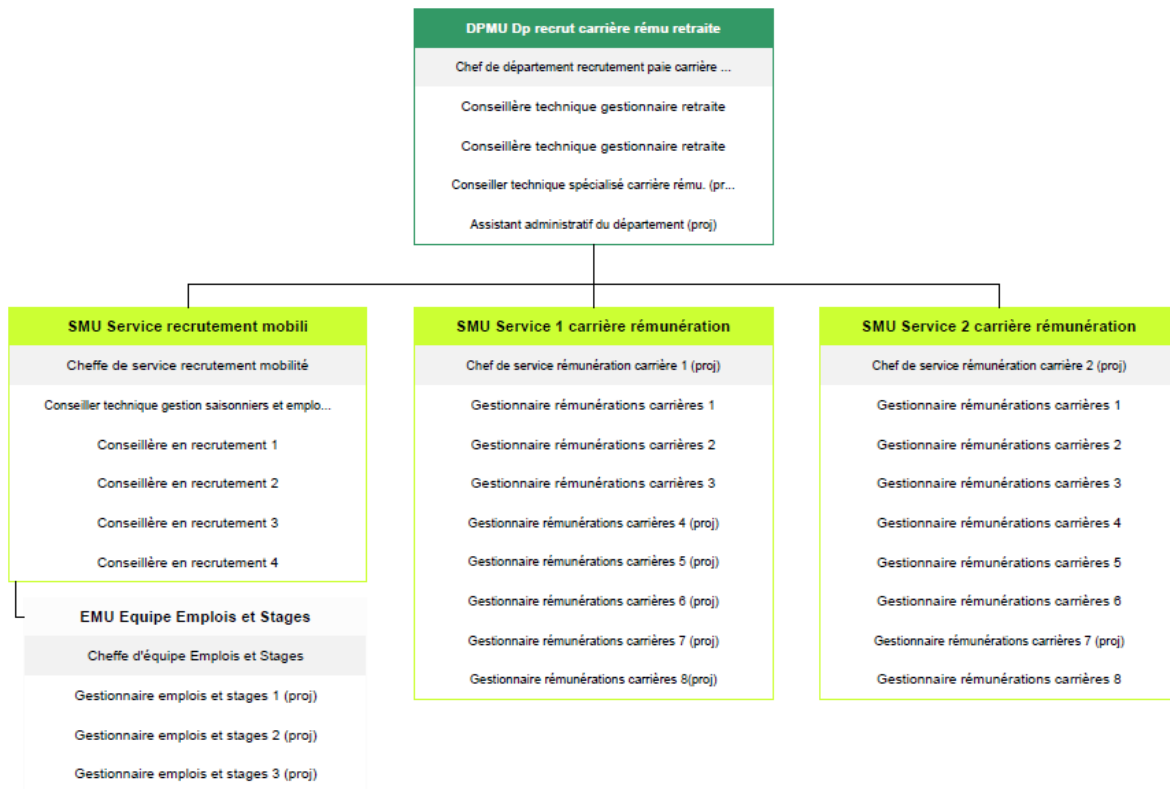 DPMU Dp recrut carrière rému retraite
Chef de département recrutement paie carrière ...
Conseillère technique gestionnaire retraite
Conseillère technique gestionnaire retraite
Conseiller technique spécialisé carrière rému. (pr...
Assistant administratif du département (proj)
SMU Service recrutement mobili
Cheffe de service recrutement mobilité
Conseiller technique gestion saisonniers et emplo...
Conseillère en recrutement 1
Conseillère en recrutement 2
Conseillère en recrutement 3
Conseillère en recrutement 4
EMU Equipe Emplois et Stages
Cheffe d'équipe Emplois et Stages
Gestionnaire emplois et stages 1 (proj)
Gestionnaire emplois et stages 2 (proj)
Gestionnaire emplois et stages 3 (proj)
SMU Service 1 carrière rémunération
Chef de service rémunération carrière 1 (proj)
Gestionnaire rémunérations carrières 1
Gestionnaire rémunérations carrières 2
Gestionnaire rémunérations carrières 3
Gestionnaire rémunérations carrières 4 (proj)
Gestionnaire rémunérations carrières 5 (proj)
Gestionnaire rémunérations carrières 6 (proj)
Gestionnaire rémunérations carrières 7 (proj)
Gestionnaire rémunérations carrières 8(proj)
SMU Service 2 carrière rémunération
Chef de service rémunération carrière 2 (proj)
Gestionnaire rémunérations carrières 1
Gestionnaire rémunérations carrières 2
Gestionnaire rémunérations carrières 3
Gestionnaire rémunérations carrières 4
Gestionnaire rémunérations carrières 5
Gestionnaire rémunérations carrières 6
Gestionnaire rémunérations carrières 7 (proj)
Gestionnaire rémunérations carrières 8